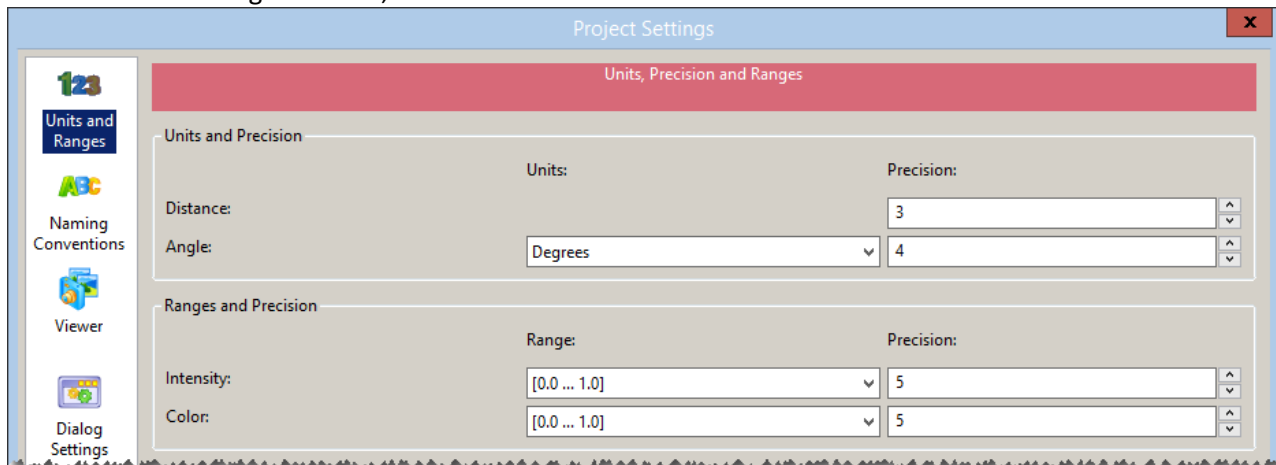 Project Settings
x
123
Units and
Ranges
ABC
Naming
Conventions
Viewer
Dialog
Settings
Units, Precision and Ranges
Units and Precision
Units: Precision:
Distance: 3
Angle: Degrees 4
Ranges and Precision
Range: Precision:
Intensity: [0.0 ... 1.0] 5
Color: [0.0 ... 1.0] 5